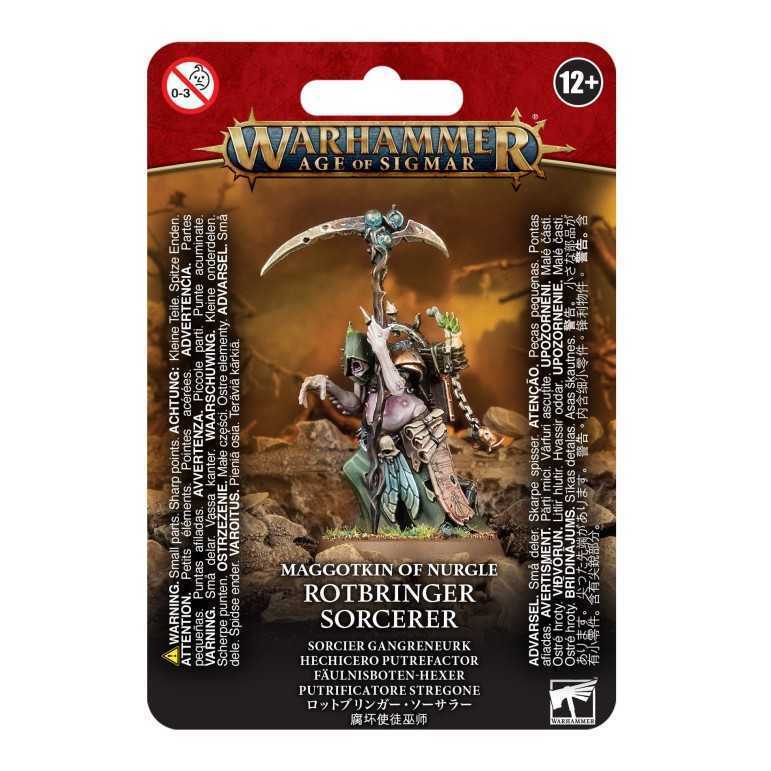 0-3
12+
WARHAMMER
AGE OF SIGMAR
WARNING. Small parts. Sharp points. ACHTUNG: Kleine Teile. Spitze Enden.
ATTENTION. Petits éléments. Pointes acérées. ADVERTENCIA. Partes
pequeñas. Puntas afiladas. AVVERTENZA. Piccole parti. Punte acuminate.
WARNING. Små delar. Vassa kanter. WAARSCHUWING. Kleine onderdelen.
Scherpe punten. OSTRZEŻENIE. Małe części. Ostre elementy. ADVARSEL. Små
dele. Spidse ender. VAROITUS. Pieniä osia. Teräviä kärkiä.
ADVARSEL. Små deler. Skarpe spisser. ATENÇÃO. Peças pequenas. Pontas
afiadas. AVERTISMENT. Părți mici. Vârfuri ascuțite. UPOZORNĚNÍ. Malé části.
Ostré hroty. VIÐVÖRUN. Litlir hlutir. Hvassir oddar. UPOZORNENIE. Malé časti.
Ostré hroty. BRĪDINĀJUMS. Sīkas detaļas. Asas šķautnes. 警告。小さな部品が
あります。尖った先端があります。警告。内含细小零件。锋利物件。警告。含
有小零件。含有尖銳部分。
MAGGOTKIN OF NURGLE
ROTBRINGER
SORCERER
SORCIER GANGRENEURK
HECHICERO PUTREFACTOR
FÄULNISBOTEN-HEXER
PUTRIFICATORE STREGONE
ロットブリンガー・ソーサラー
腐坏使徒巫师
WARHAMMER